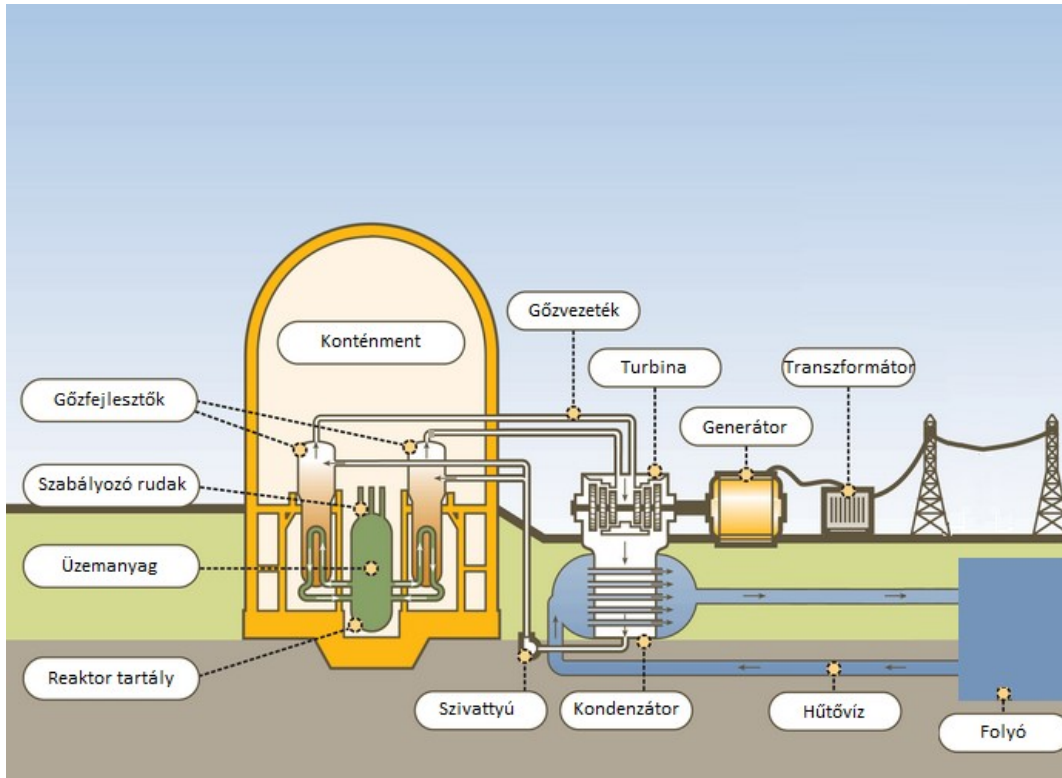 Gőzvezeték
Konténment
Turbina
Transzformátor
Gőzfejlesztők
Generátor
Szabályozó rudak
Üzemanyag
Reaktor tartály
Szivattyú
Kondenzátor
Hűtővíz
Folyó